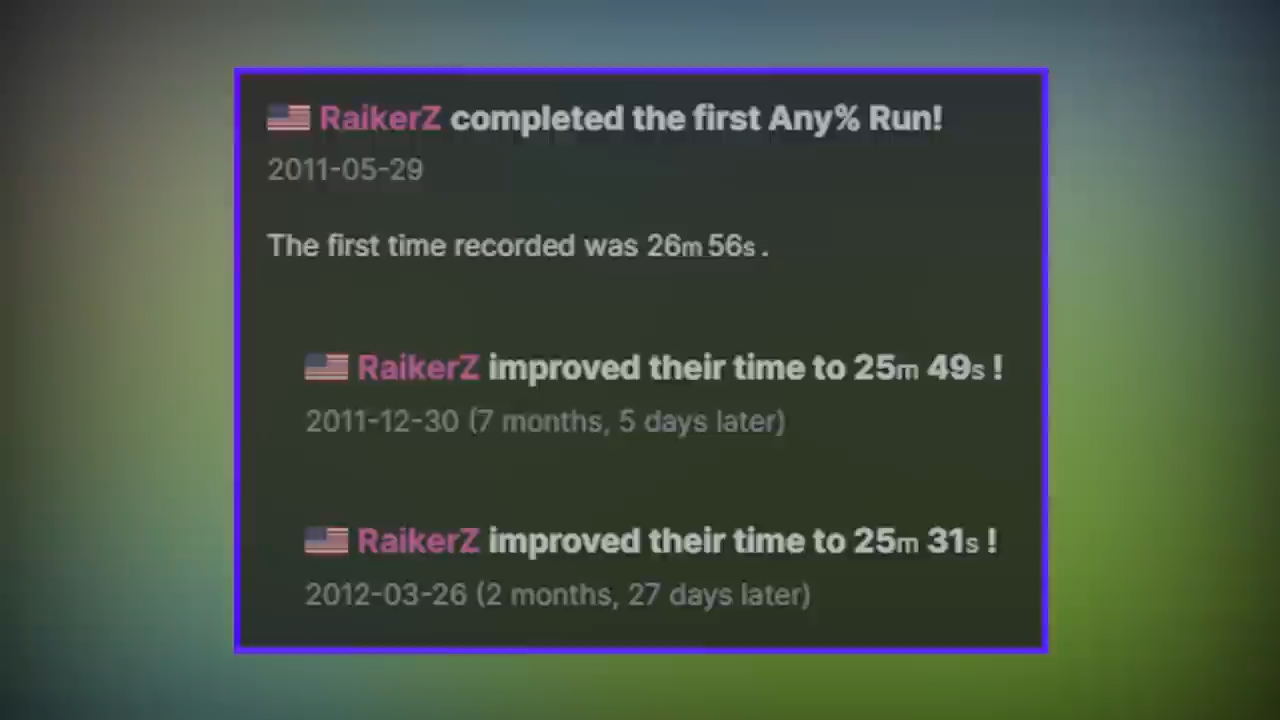 RaikerZ completed the first Any% Run!
2011-05-29
The first time recorded was 26m 56s.
RaikerZ improved their time to 25m 49s !
2011-12-30 (7 months, 5 days later)
RaikerZ improved their time to 25m 31s !
2012-03-26 (2 months, 27 days later)